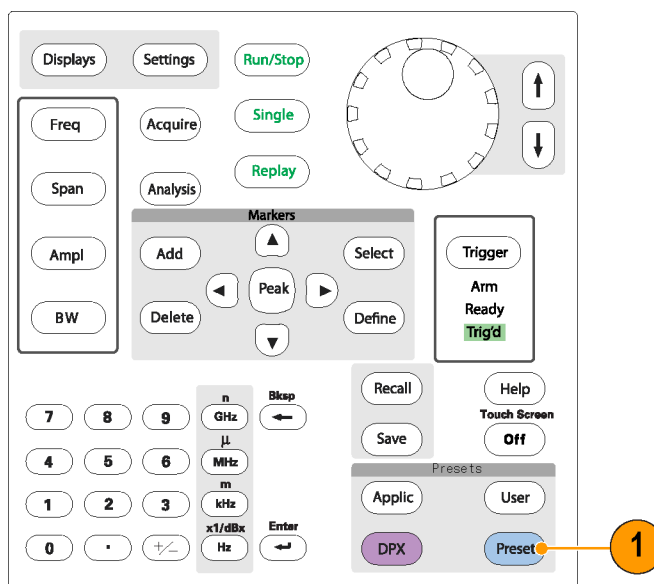 Displays Settings Run/Stop
Freq Acquire Single
Span Analysis Replay
Markers
Ampl Add Select Trigger
Peak
Arm
BW Delete Define Ready
Trig'd
Recall Help
n Bksp
7 8 9 GHz
Touch Screen
Save Off
µ
4 5 6 MHz
Presets
m
1 2 3 kHz Applic User
x1/dBx Enter
0 . +/− Hz DPX Preset 1